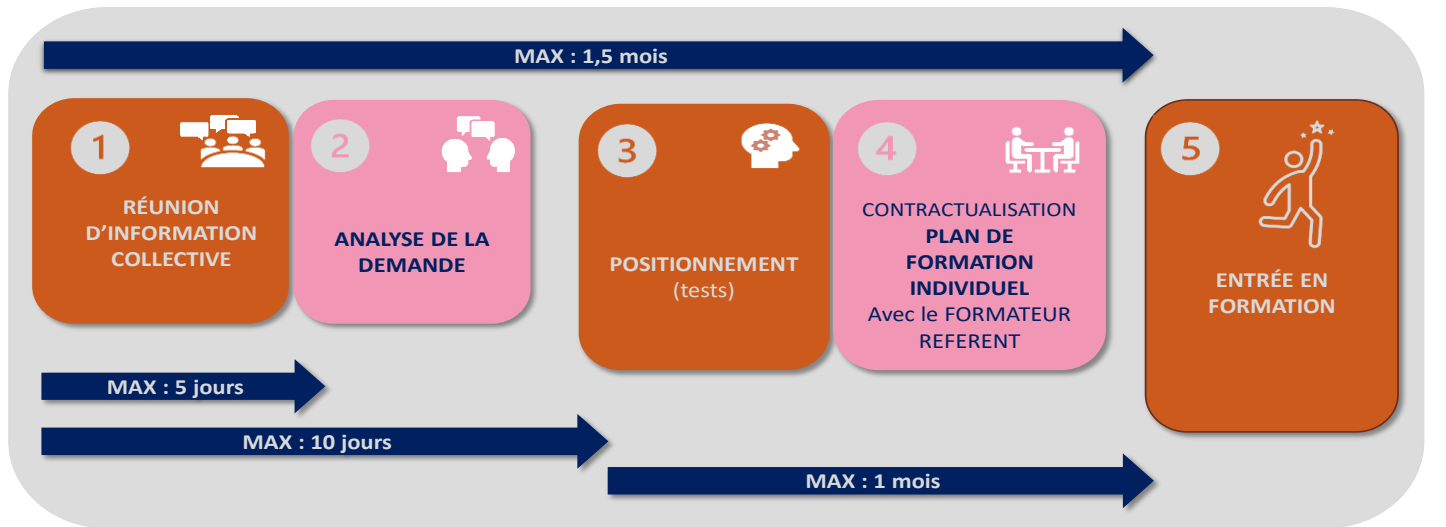 MAX : 1,5 mois
1
RÉUNION
D'INFORMATION
COLLECTIVE
2
ANALYSE DE LA
DEMANDE
3
POSITIONNEMENT
(tests)
4
CONTRACTUALISATION
PLAN DE
FORMATION
INDIVIDUEL
Avec le FORMATEUR
REFERENT
5
ENTRÉE EN
FORMATION
MAX : 5 jours
MAX : 10 jours
MAX : 1 mois